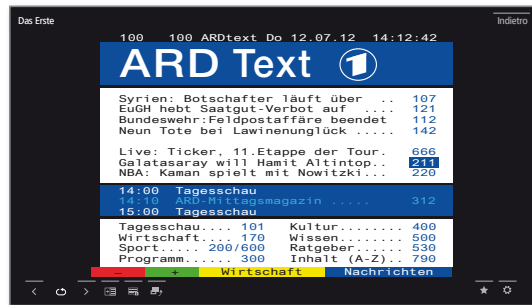 Das Erste
Indietro
100 100 ARDtext Do 12.07.12 14:12:42
ARD Text 1
Syrien: Botschafter läuft über .. 107
EuGH hebt Saatgut-Verbot auf .... 121
Bundeswehr:Feldpostaffäre beendet 112
Neun Tote bei Lawinenunglück ..... 142
Live: Ticker, 11.Etappe der Tour. 666
Galatasaray will Hamit Altintop.. 211
NBA: Kaman spielt mit Nowitzki... 220
14:00 Tagesschau
14:10 ARD-Mittagsmagazin ..... 312
15:00 Tagesschau
Tagesschau.... 101 Kultur........ 400
Wirtschaft.... 170 Wissen........ 500
Sport..... 200/600 Ratgeber...... 530
Programm...... 300 Inhalt (A-Z).. 790
– + Wirtschaft Nachrichten